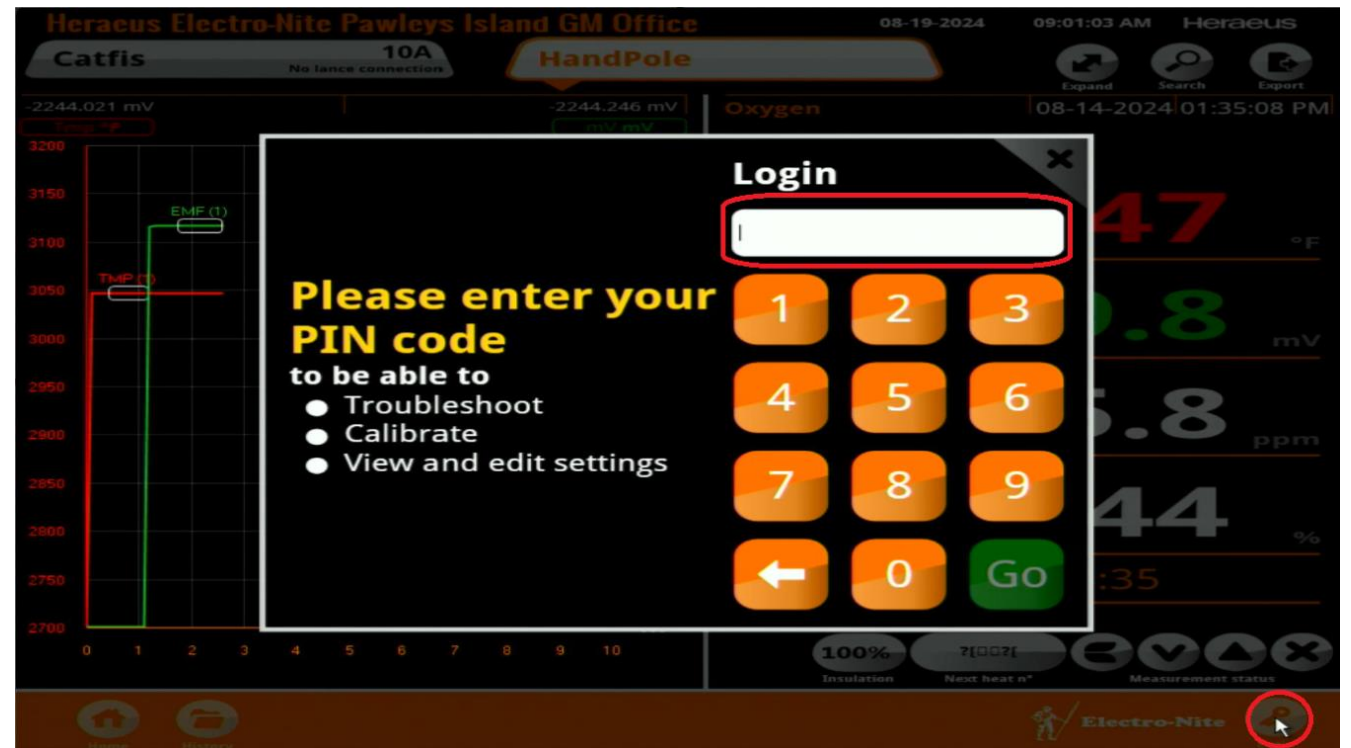 Heraeus Electro-Nite Pawleys Island GM Office
08-19-2024 09:01:03 AM Heraeus
Catfis
10A
No lance connection
HandPole
Expand Search Export
-2244.021 mV
-2244.246 mV
Oxygen
08-14-2024 01:35:08 PM
Temp °F
mV mV
3200
3150
3100
3050
3000
2950
2900
2850
2800
2750
2700
EMF (1)
TMP (1)
0 1 2 3 4 5 6 7 8 9 10
Please enter your
PIN code
to be able to
Troubleshoot
Calibrate
View and edit settings
Login
1 2 3
4 5 6
7 8 9
0 Go
47 °F
.8 mV
.8 ppm
44 %
:35
100%
Insulation
Next heat n°
Measurement status
Home History
Electro-Nite